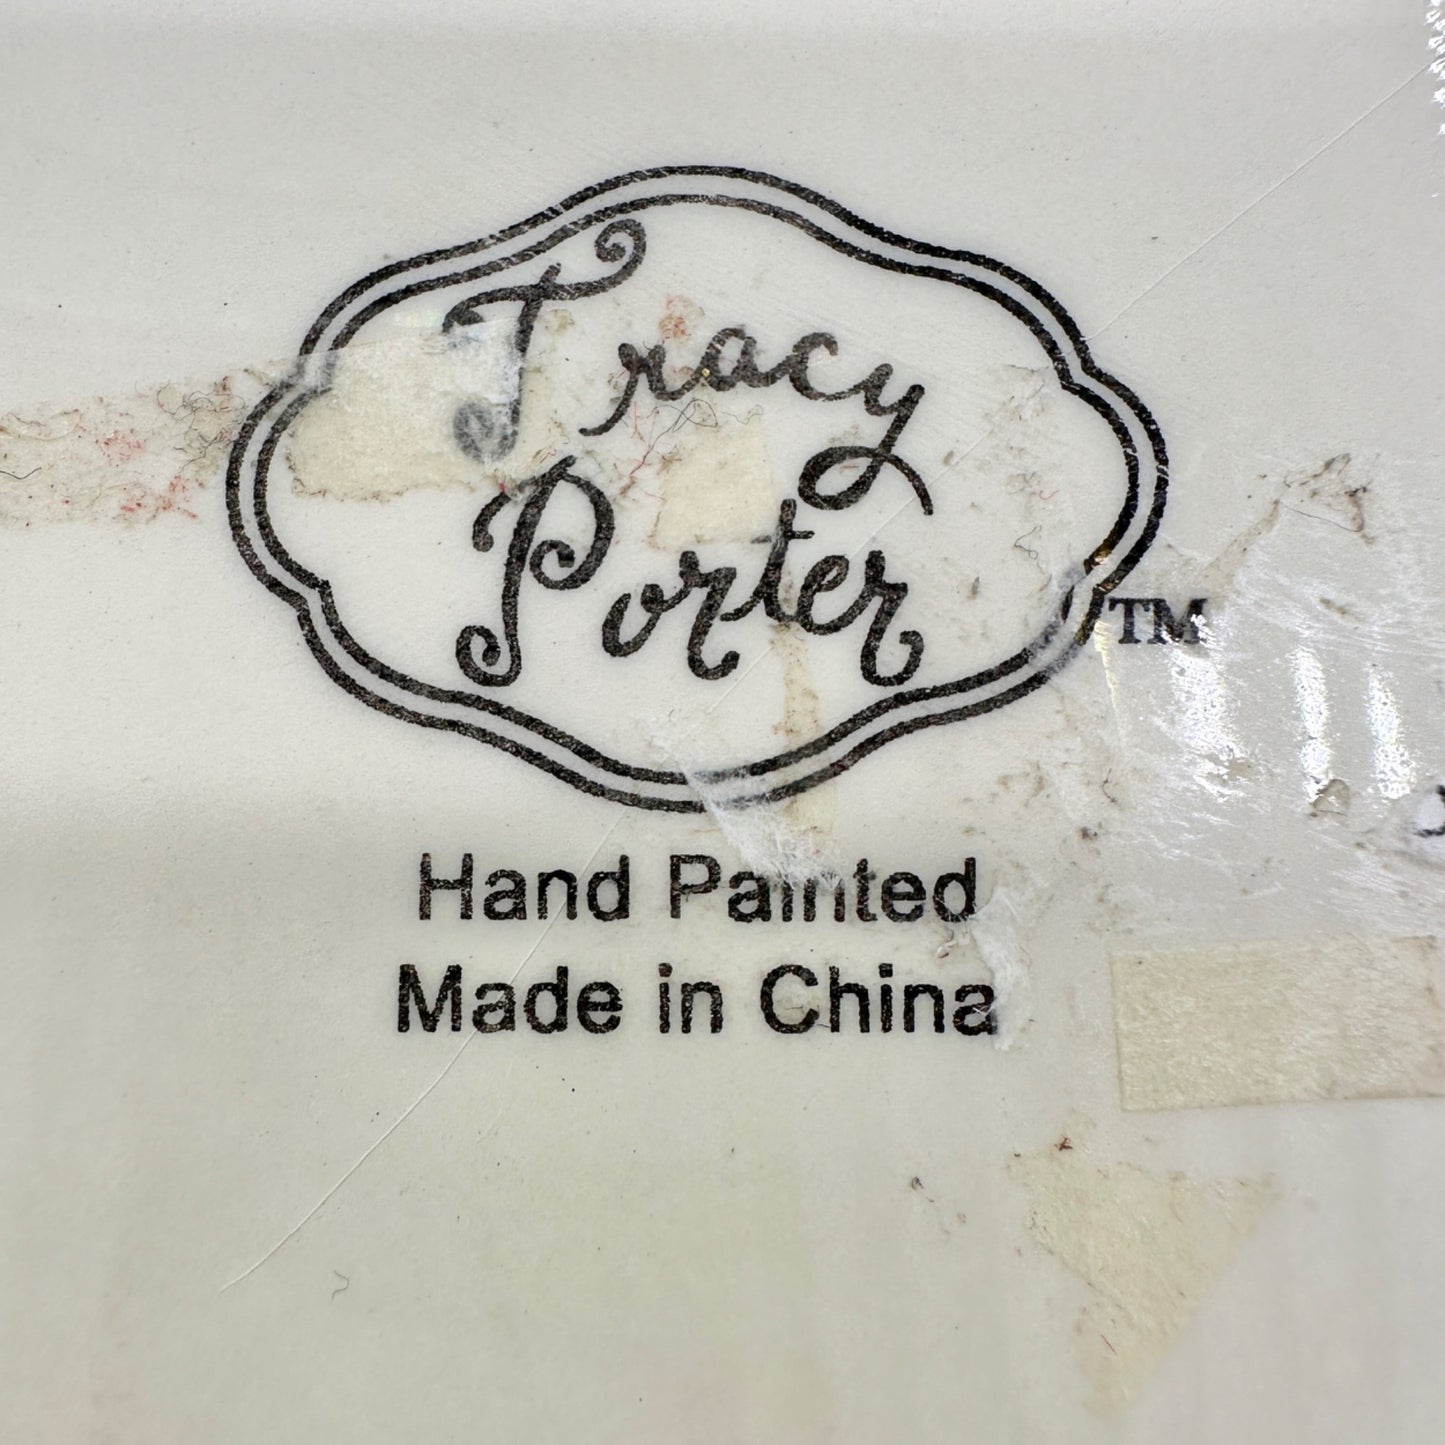 Tracy
Porter
TM
Hand Painted
Made in China